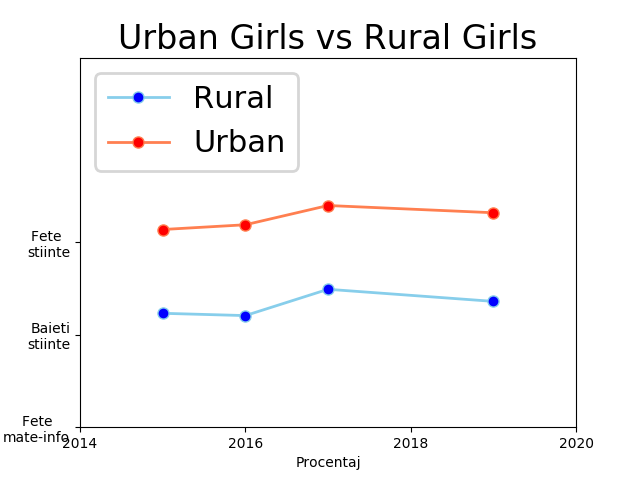 Urban Girls vs Rural Girls
Rural
Urban
Fete
stiinte
Baieti
stiinte
Fete
mate-info
2014
2016
2018
2020
Procentaj